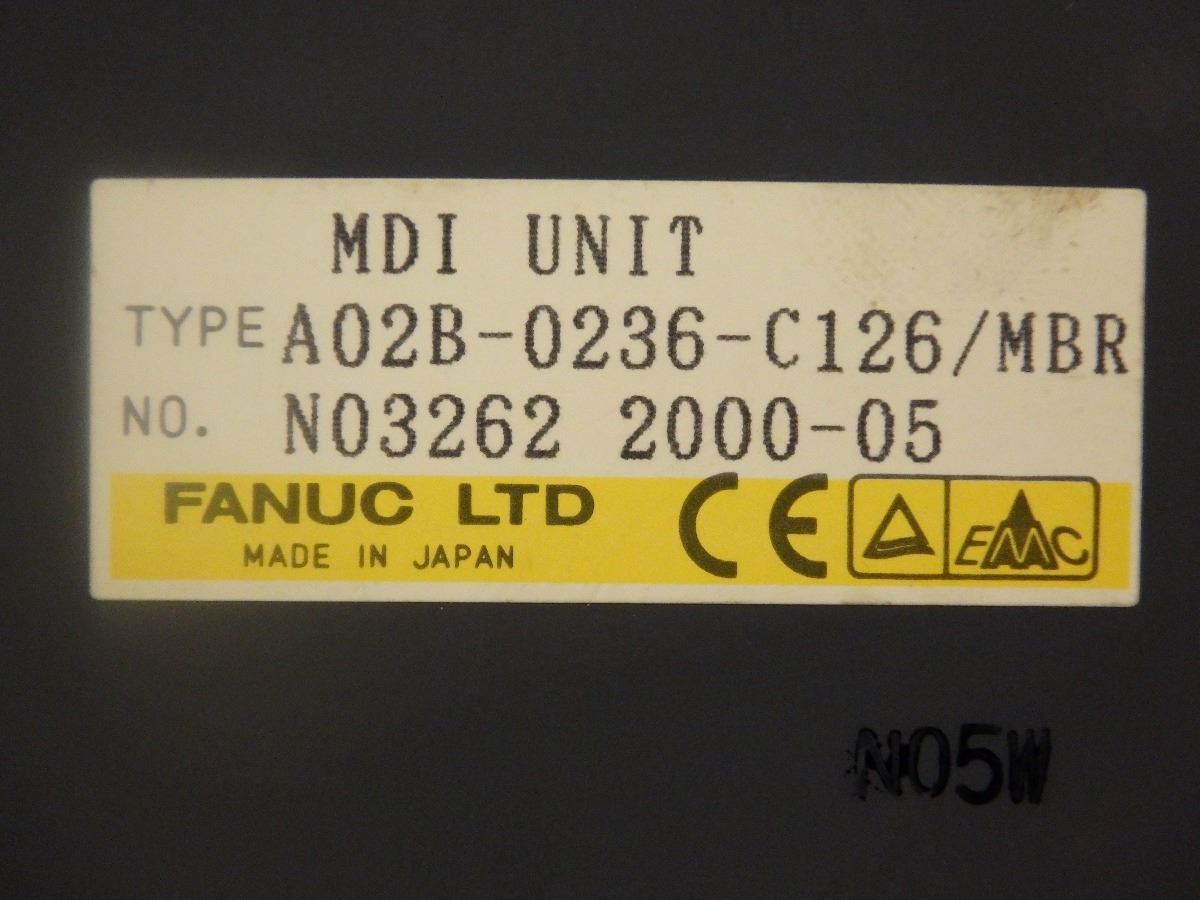 MDI UNIT
TYPE A02B-0236-C126/MBR
NO. N03262 2000-05
FANUC LTD
MADE IN JAPAN
CE
EMC
N05W